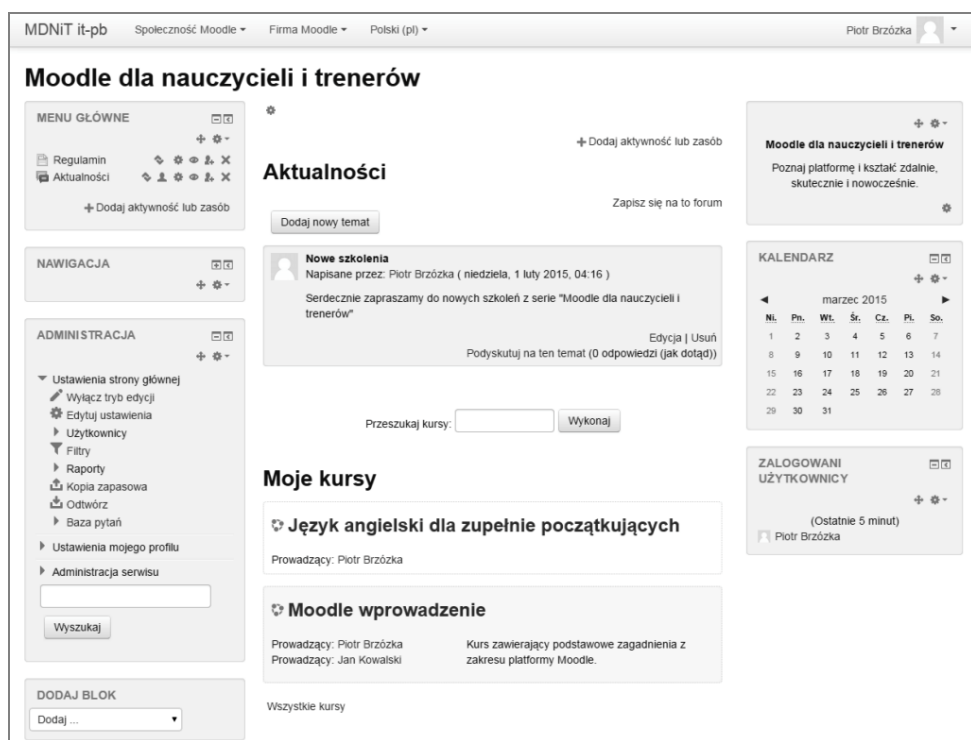 MDNiT it-pb Społeczność Moodle Firma Moodle Polski (pl) Piotr Brzózka
Moodle dla nauczycieli i trenerów
MENU GŁÓWNE
Regulamin
Aktualności
Dodaj aktywność lub zasób
NAWIGACJA
ADMINISTRACJA
Ustawienia strony głównej
Wyłącz tryb edycji
Edytuj ustawienia
Użytkownicy
Filtry
Raporty
Kopia zapasowa
Odtwórz
Baza pytań
Ustawienia mojego profilu
Administracja serwisu
Wyszukaj
DODAJ BLOK
Dodaj ...
Dodaj aktywność lub zasób
Aktualności
Zapisz się na to forum
Dodaj nowy temat
Nowe szkolenia
Napisane przez: Piotr Brzózka ( niedziela, 1 luty 2015, 04:16 )
Serdecznie zapraszamy do nowych szkoleń z serie "Moodle dla nauczycieli i
trenerów"
Edycja | Usuń
Podyskutuj na ten temat (0 odpowiedzi (jak dotąd))
Przeszukaj kursy: Wykonaj
Moje kursy
Język angielski dla zupełnie początkujących
Prowadzący: Piotr Brzózka
Moodle wprowadzenie
Prowadzący: Piotr Brzózka
Prowadzący: Jan Kowalski
Kurs zawierający podstawowe zagadnienia z
zakresu platformy Moodle.
Wszystkie kursy
Moodle dla nauczycieli i trenerów
Poznaj platformę i kształć zdalnie,
skutecznie i nowocześnie.
KALENDARZ
marzec 2015
Ni. Pn. Wt. Śr. Cz. Pi. So.
1 2 3 4 5 6 7
8 9 10 11 12 13 14
15 16 17 18 19 20 21
22 23 24 25 26 27 28
29 30 31
ZALOGOWANI
UŻYTKOWNICY
(Ostatnie 5 minut)
Piotr Brzózka